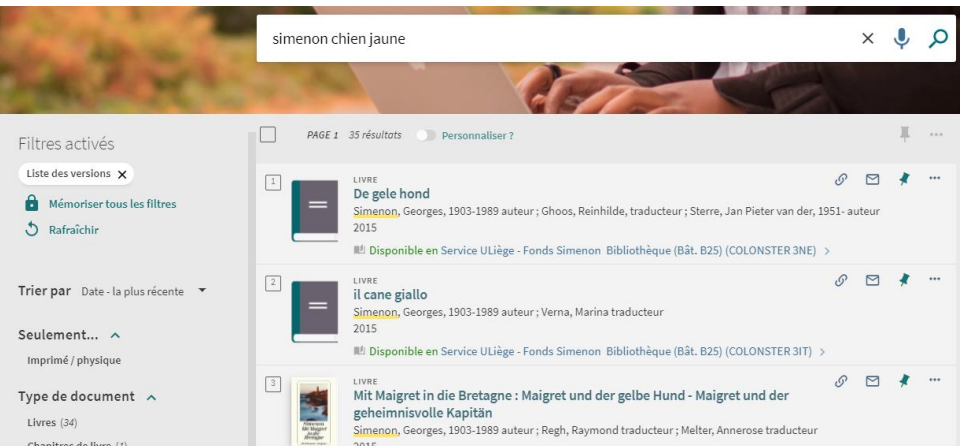 simenon chien jaune
Filtres activés
Liste des versions
Mémoriser tous les filtres
Rafraîchir
Trier par Date - la plus récente
Seulement...
Imprimé / physique
Type de document
Livres (34)
Chapitres de livre (1)
PAGE 1 35 résultats Personnaliser ?
1
LIVRE
De gele hond
Simenon, Georges, 1903-1989 auteur ; Ghoos, Reinhilde, traducteur ; Sterre, Jan Pieter van der, 1951- auteur
2015
Disponible en Service ULiège - Fonds Simenon Bibliothèque (Bât. B25) (COLONSTER 3NE)
2
LIVRE
il cane giallo
Simenon, Georges, 1903-1989 auteur ; Verna, Marina traducteur
2015
Disponible en Service ULiège - Fonds Simenon Bibliothèque (Bât. B25) (COLONSTER 3IT)
3
LIVRE
Mit Maigret in die Bretagne : Maigret und der gelbe Hund - Maigret und der
geheimnisvolle Kapitän
Simenon, Georges, 1903-1989 auteur ; Regh, Raymond traducteur ; Melter, Annerose traducteur
2015